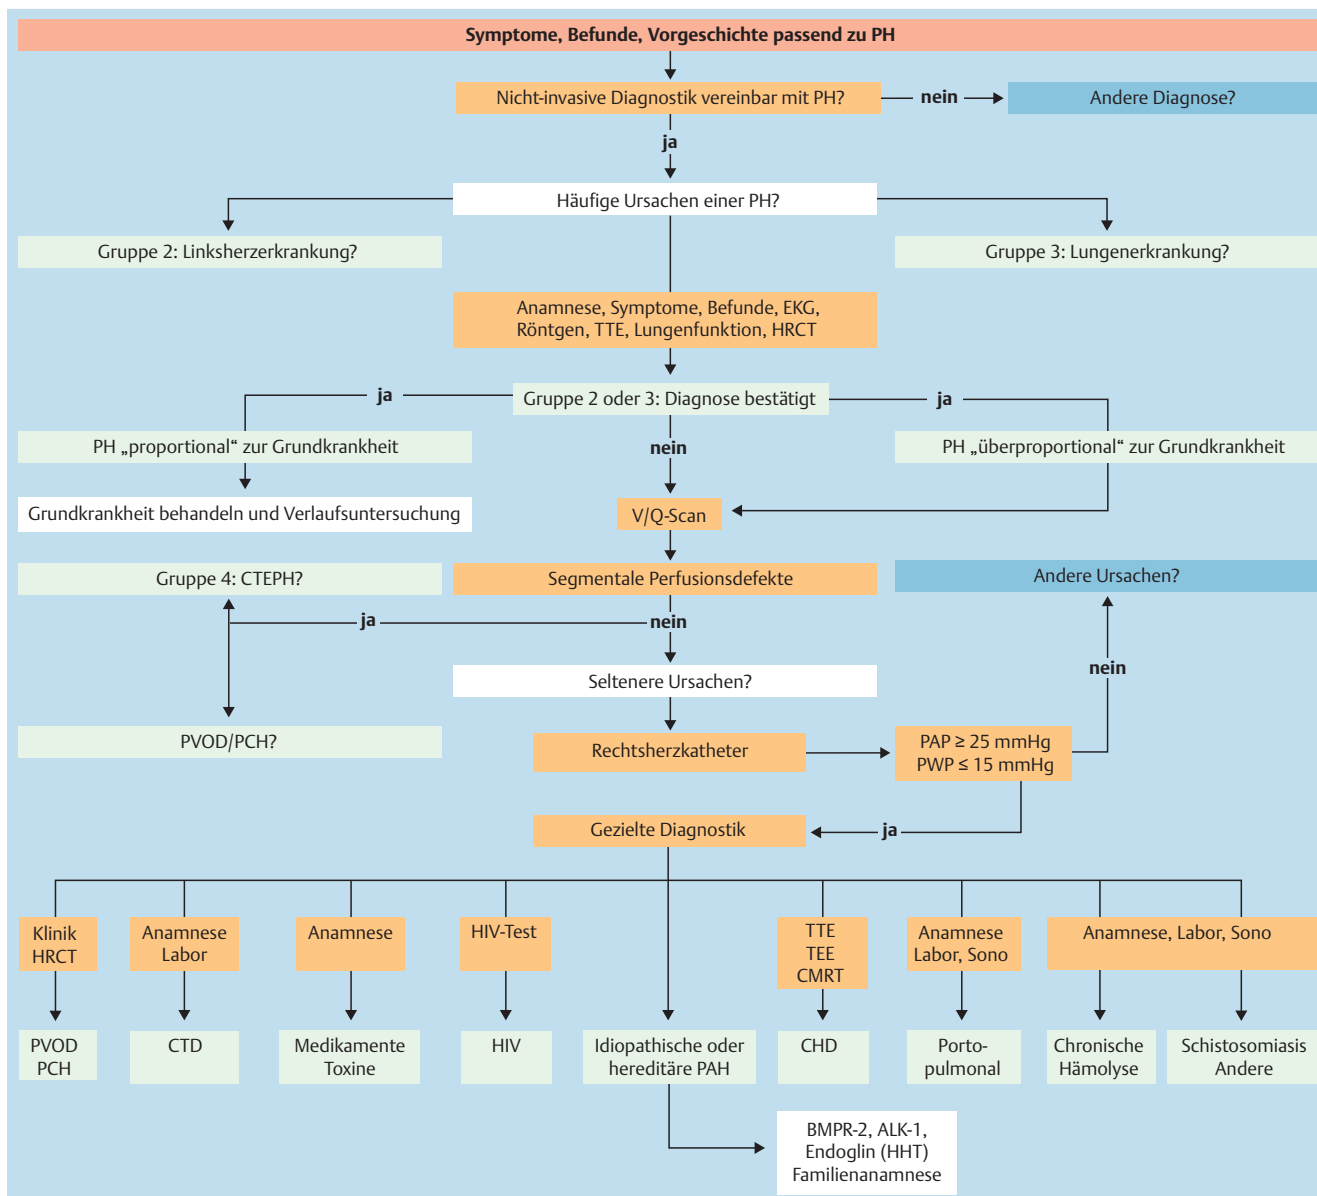 Symptome, Befunde, Vorgeschichte passend zu PH
Nicht-invasive Diagnostik vereinbar mit PH?
nein
Andere Diagnose?
ja
Häufige Ursachen einer PH?
Gruppe 2: Linksherzerkrankung?
Gruppe 3: Lungenerkrankung?
Anamnese, Symptome, Befunde, EKG,
Röntgen, TTE, Lungenfunktion, HRCT
ja
Gruppe 2 oder 3: Diagnose bestätigt
ja
PH „proportional“ zur Grundkrankheit
nein
PH „überproportional“ zur Grundkrankheit
Grundkrankheit behandeln und Verlaufsuntersuchung
V/Q-Scan
Gruppe 4: CTEPH?
Segmentale Perfusionsdefekte
Andere Ursachen?
ja
nein
nein
Seltenere Ursachen?
PVOD/PCH?
Rechtsherzkatheter
PAP ≥ 25 mmHg
PWP ≤ 15 mmHg
Gezielte Diagnostik
ja
Klinik
HRCT
Anamnese
Labor
Anamnese
HIV-Test
TTE
TEE
CMRT
Anamnese
Labor, Sono
Anamnese, Labor, Sono
PVOD
PCH
CTD
Medikamente
Toxine
HIV
Idiopathische oder
hereditäre PAH
CHD
Porto-
pulmonal
Chronische
Hämolyse
Schistosomiasis
Andere
BMPR-2, ALK-1,
Endoglin (HHT)
Familienanamnese